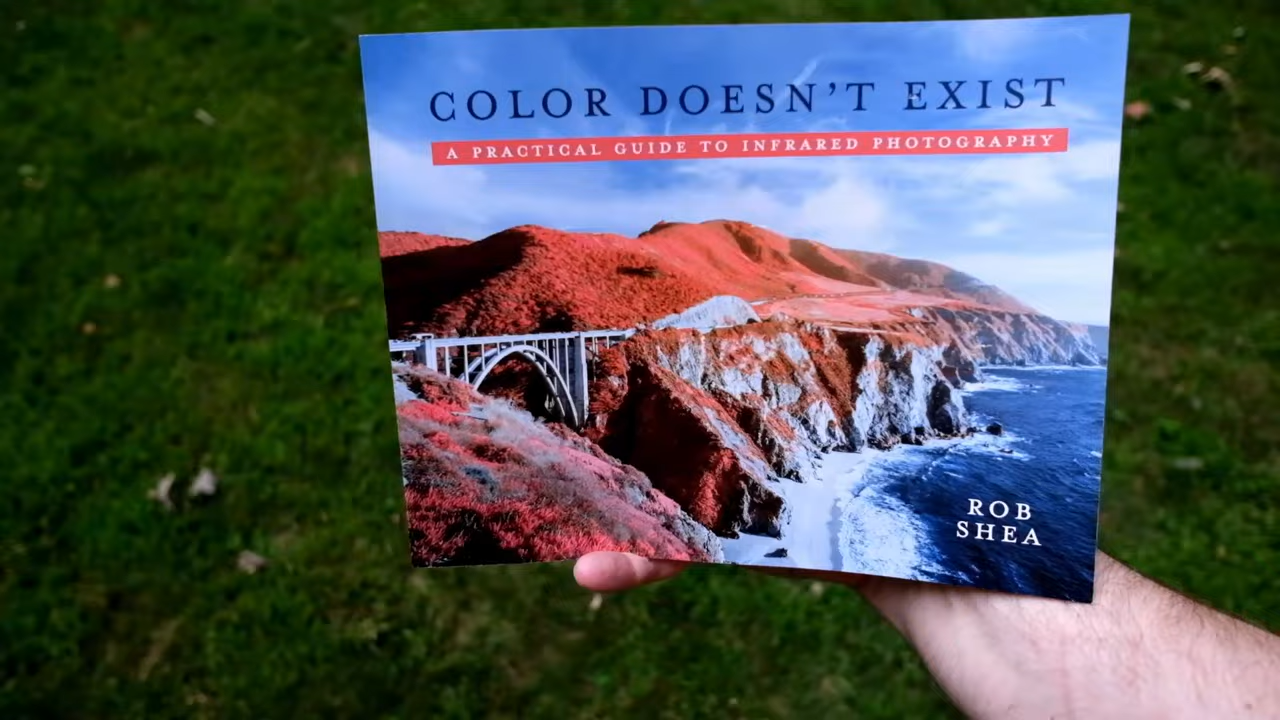 COLOR DOESN'T EXIST
A PRACTICAL GUIDE TO INFRARED PHOTOGRAPHY
ROB
SHEA